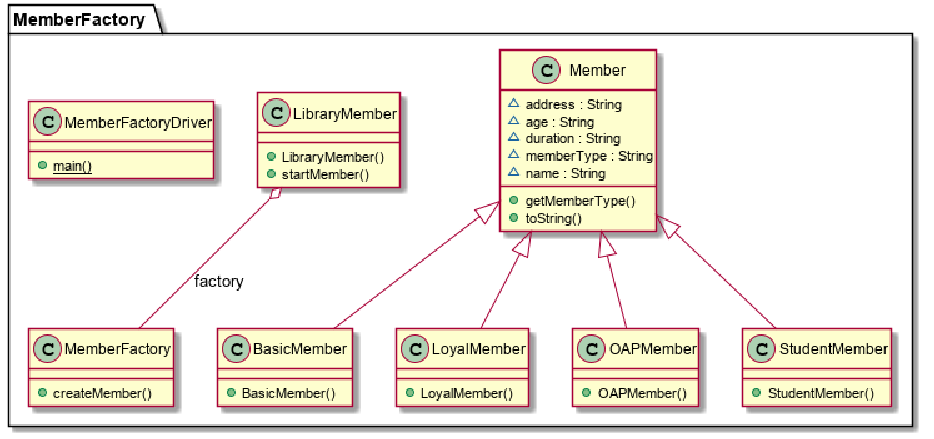 MemberFactory
C MemberFactoryDriver
main()
C LibraryMember
LibraryMember()
startMember()
C Member
address : String
age : String
duration : String
memberType : String
name : String
getMemberType()
toString()
factory
C MemberFactory
createMember()
C BasicMember
BasicMember()
C LoyalMember
LoyalMember()
C OAPMember
OAPMember()
C StudentMember
StudentMember()